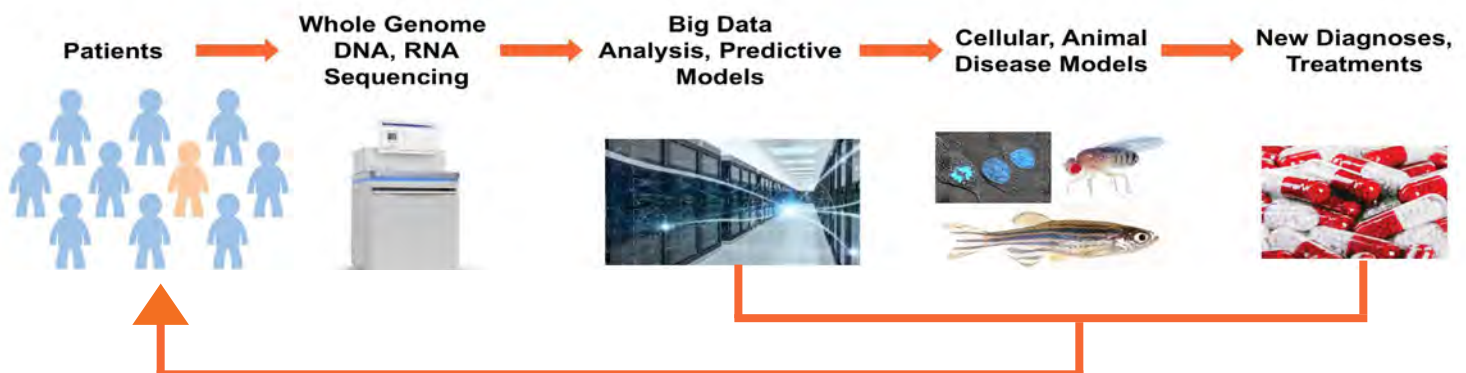 Patients
Whole Genome
DNA, RNA
Sequencing
Big Data
Analysis, Predictive
Models
Cellular, Animal
Disease Models
New Diagnoses,
Treatments